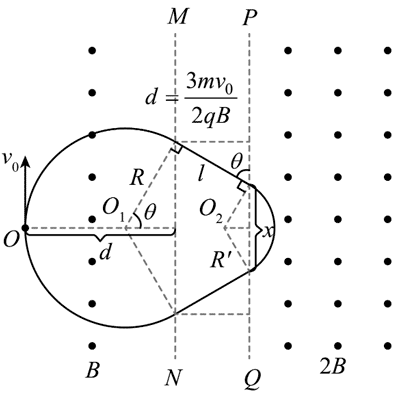 M P
d = 3mv₀/2qB
v₀
R l θ
O₁ θ O₂
O
d R′ x
B N Q 2B